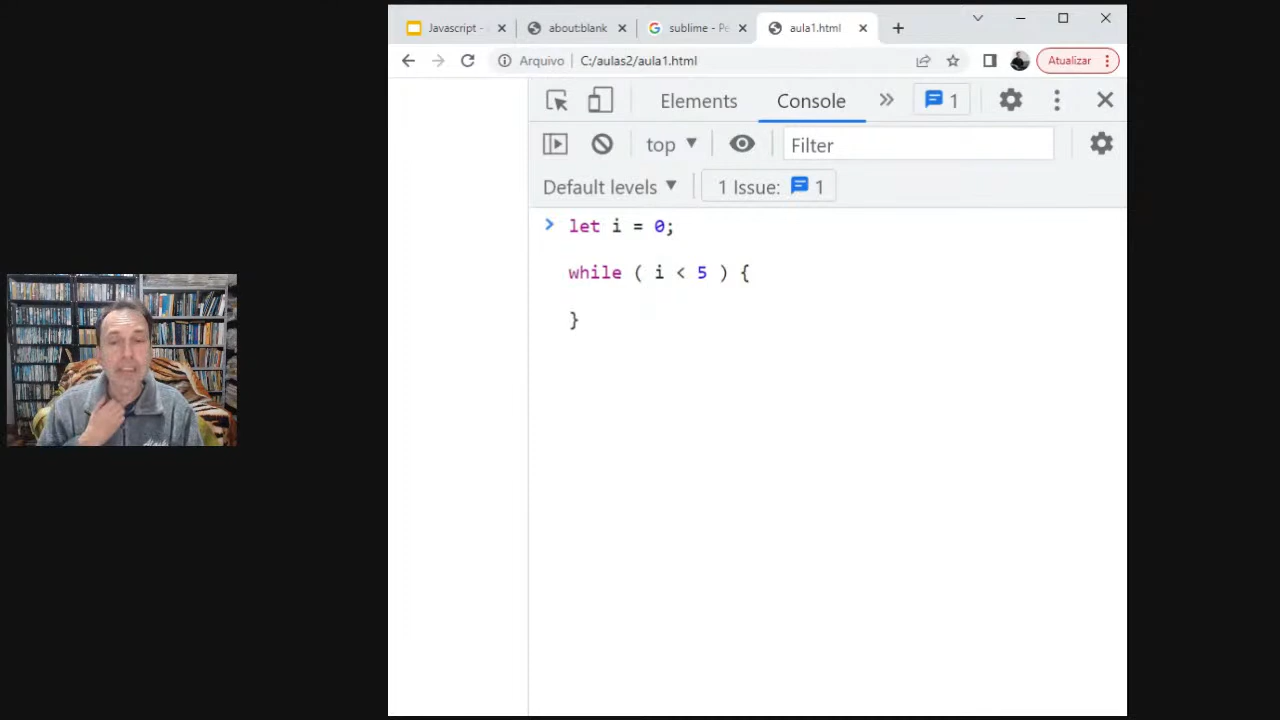 Javascript -
about:blank
sublime - Pe
aula1.html
Arquivo
C:/aulas2/aula1.html
Atualizar
Elements
Console
1
top
Filter
Default levels
1 Issue:
1
let i = 0;
while ( i < 5 ) {
}